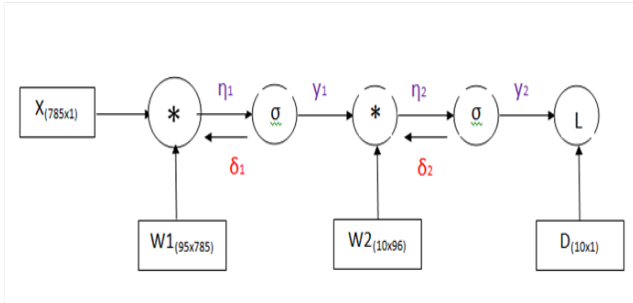 η1 y1 η2 y2
X(785x1) * σ * σ L
δ1 δ2
W1(95x785) W2(10x96) D(10x1)